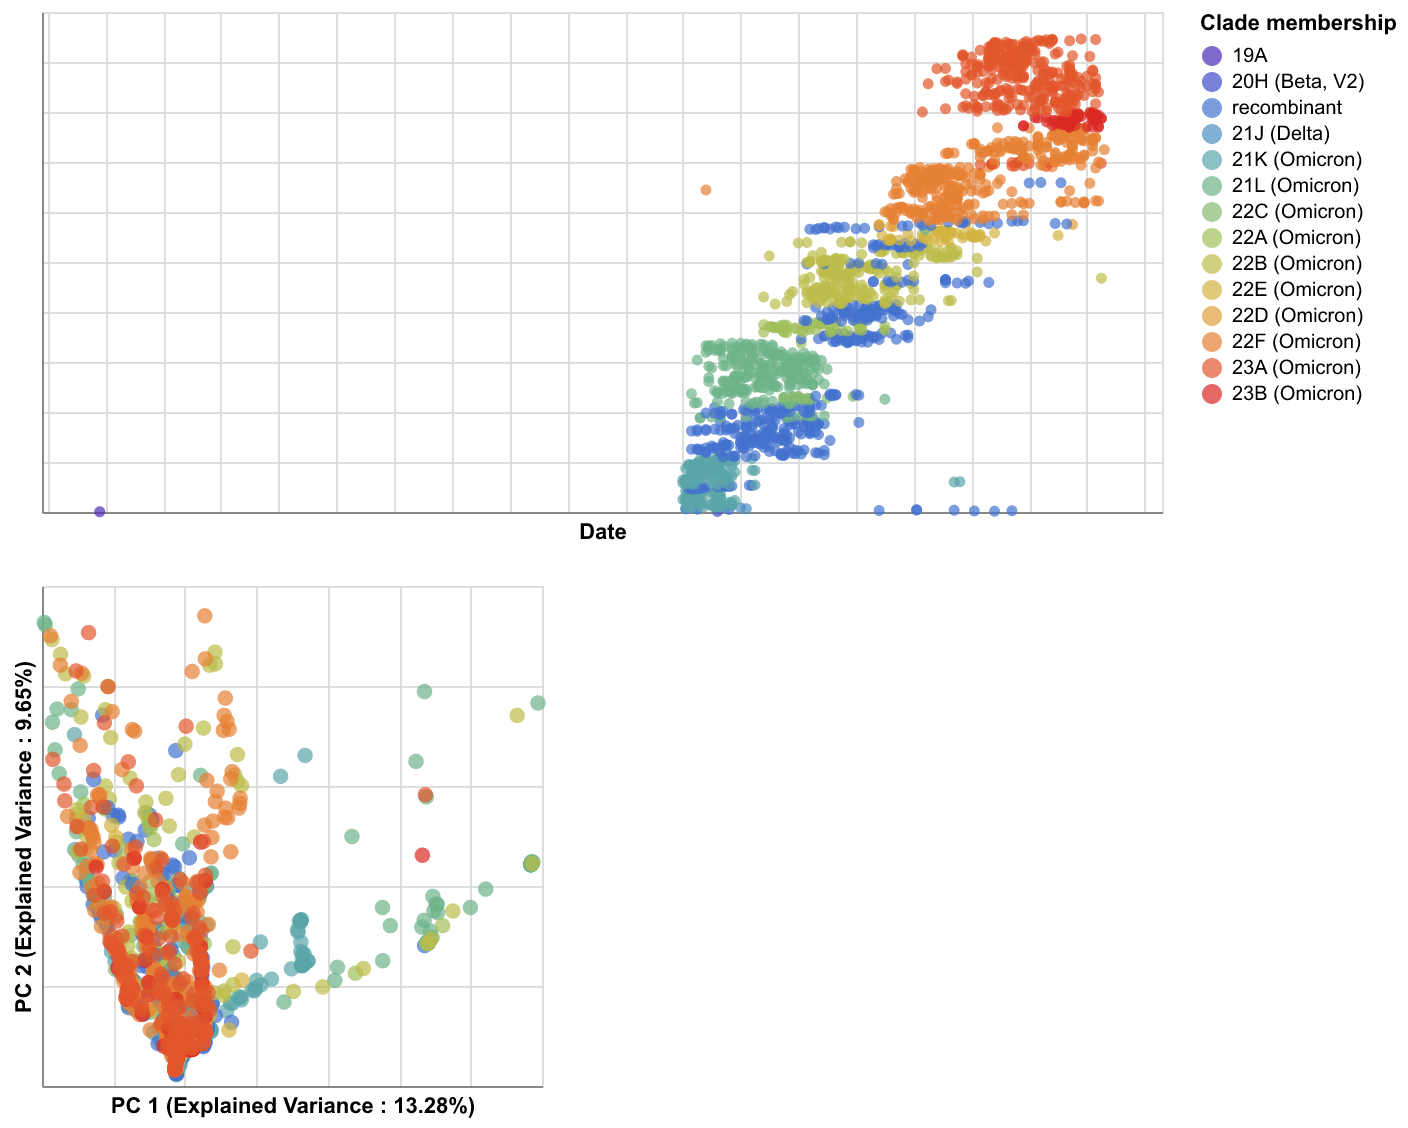 Clade membership
19A
20H (Beta, V2)
recombinant
21J (Delta)
21K (Omicron)
21L (Omicron)
22C (Omicron)
22A (Omicron)
22B (Omicron)
22E (Omicron)
22D (Omicron)
22F (Omicron)
23A (Omicron)
23B (Omicron)
Date
PC 2 (Explained Variance : 9.65%)
PC 1 (Explained Variance : 13.28%)